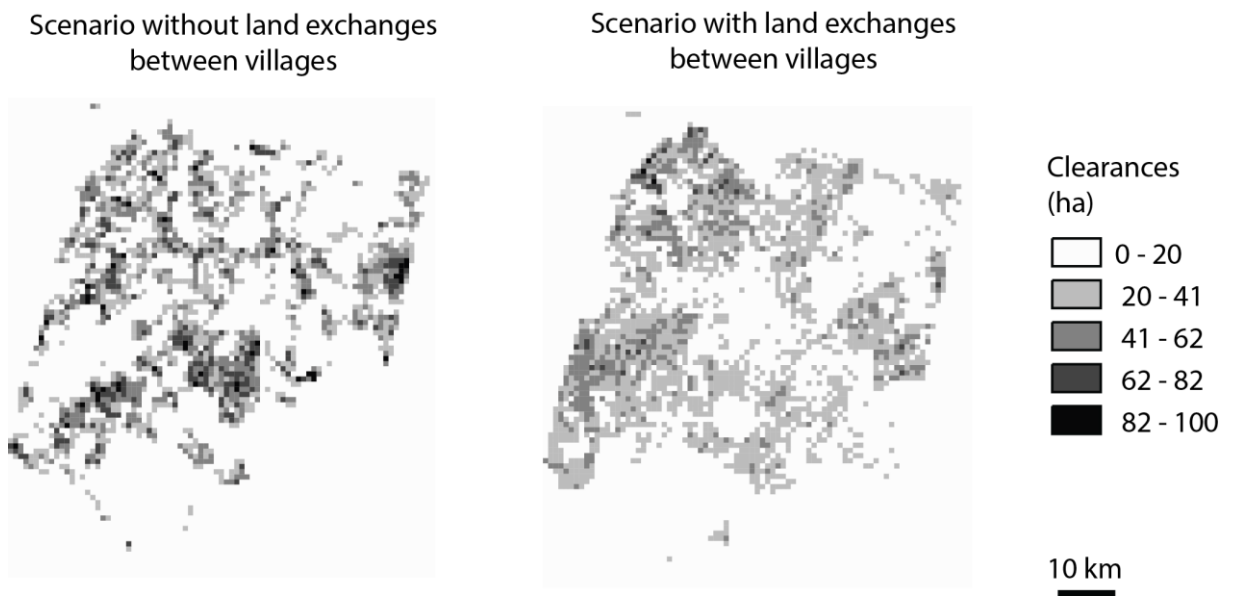 Scenario without land exchanges
between villages
Scenario with land exchanges
between villages
Clearances
(ha)
0 - 20
20 - 41
41 - 62
62 - 82
82 - 100
10 km